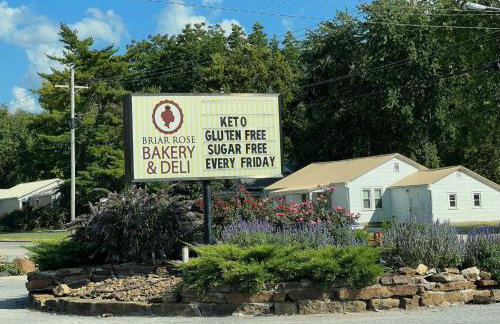 BRIAR ROSE
BAKERY
& DELI
KETO
GLUTEN FREE
SUGAR FREE
EVERY FRIDAY